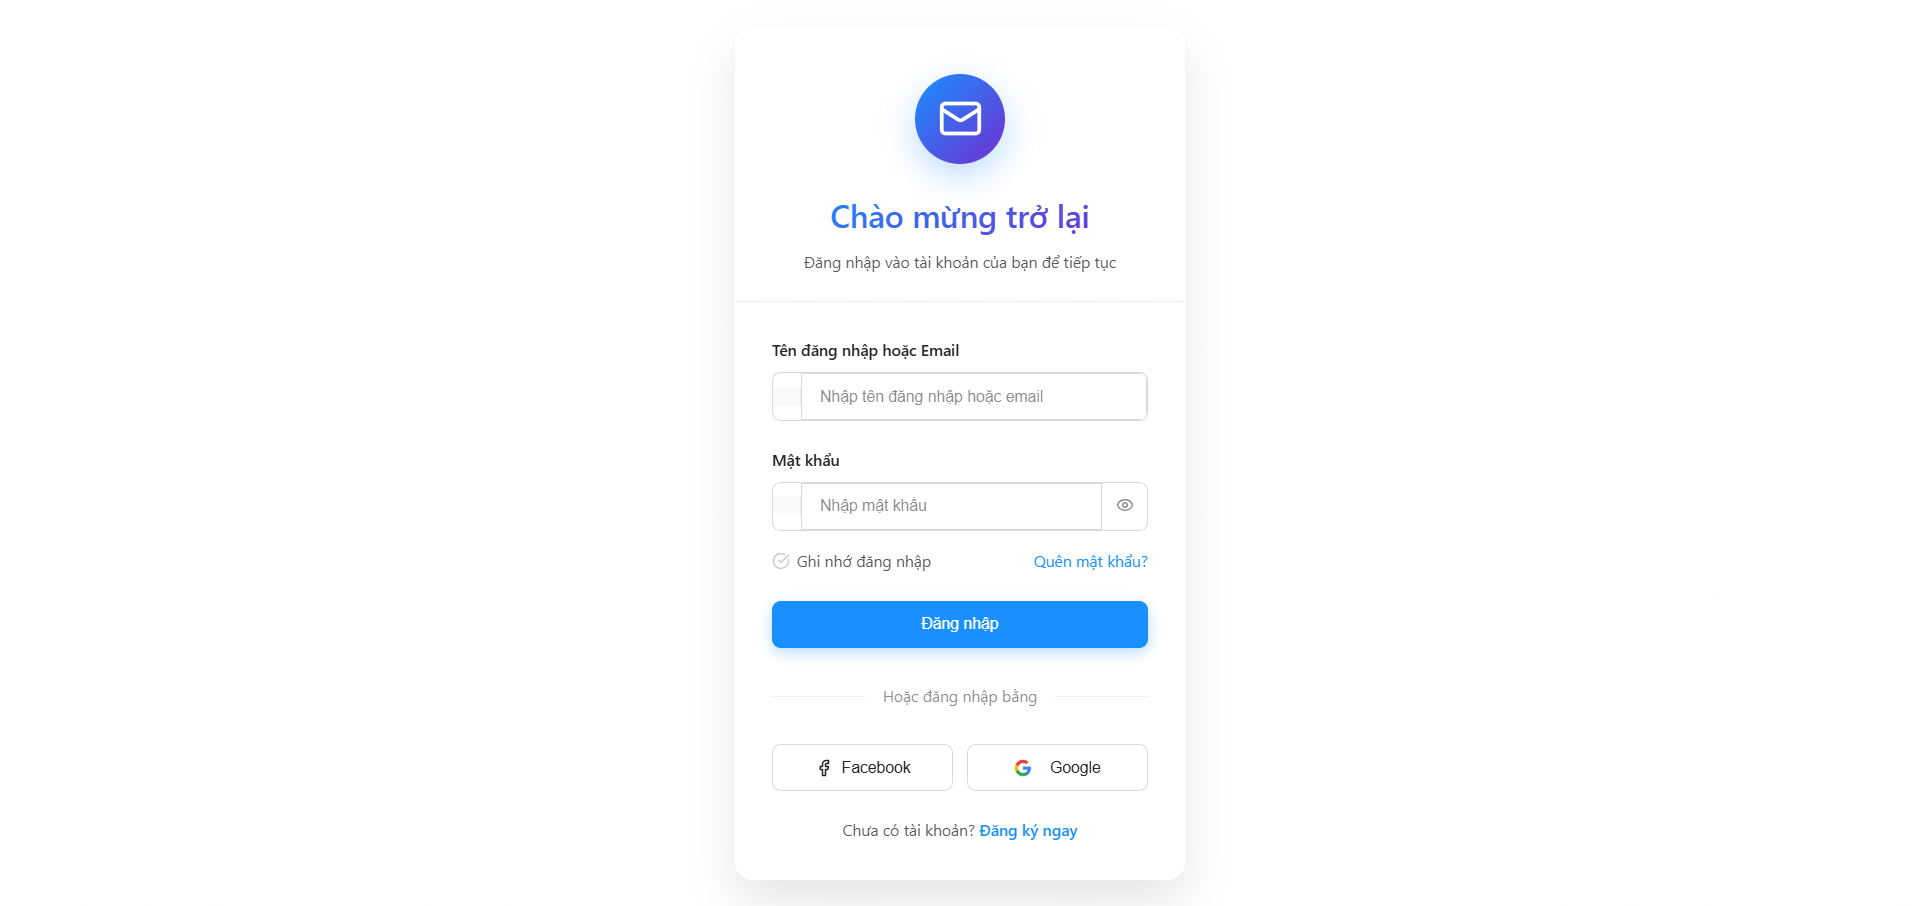 Chào mừng trở lại
Đăng nhập vào tài khoản của bạn để tiếp tục
Tên đăng nhập hoặc Email
Nhập tên đăng nhập hoặc email
Mật khẩu
Nhập mật khẩu
Ghi nhớ đăng nhập
Quên mật khẩu?
Đăng nhập
Hoặc đăng nhập bằng
Facebook
Google
Chưa có tài khoản? Đăng ký ngay